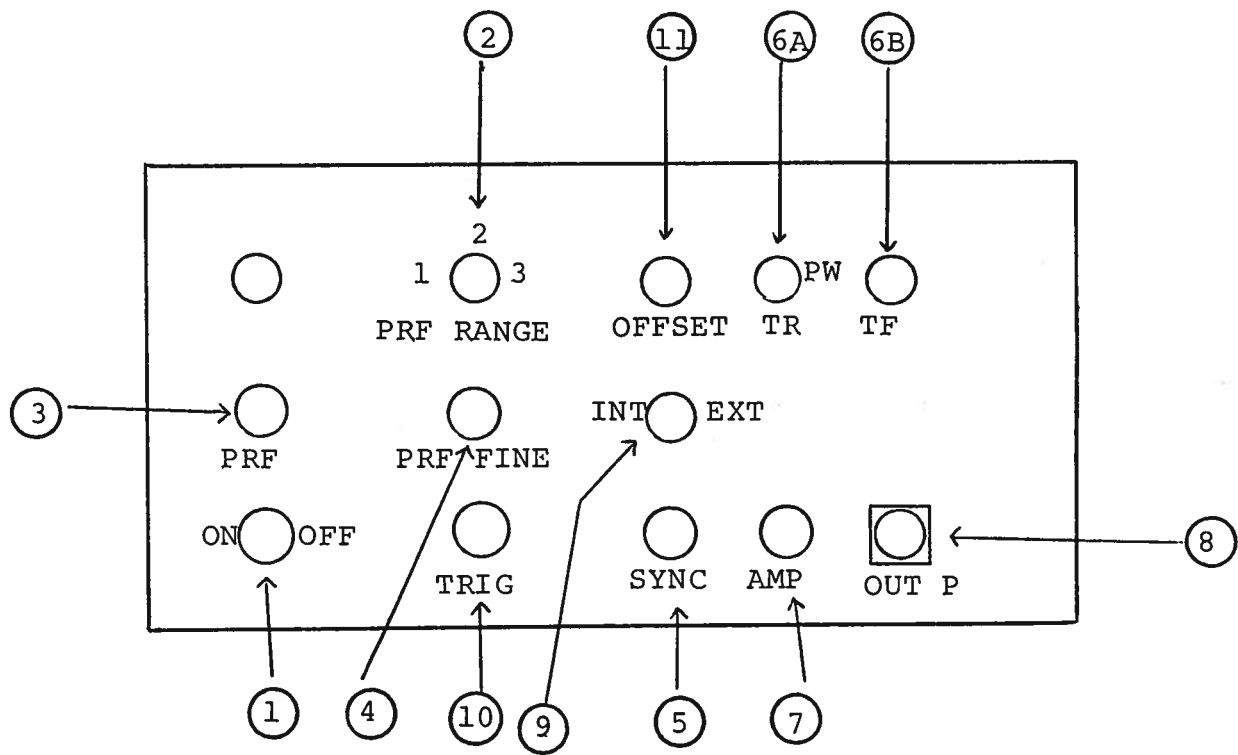 2 11 6A 6B
2
1 3 PW
PRF RANGE OFFSET TR TF
3
INT EXT
PRF PRF FINE
ON OFF 8
TRIG SYNC AMP OUT P
1 4 10 9 5 7